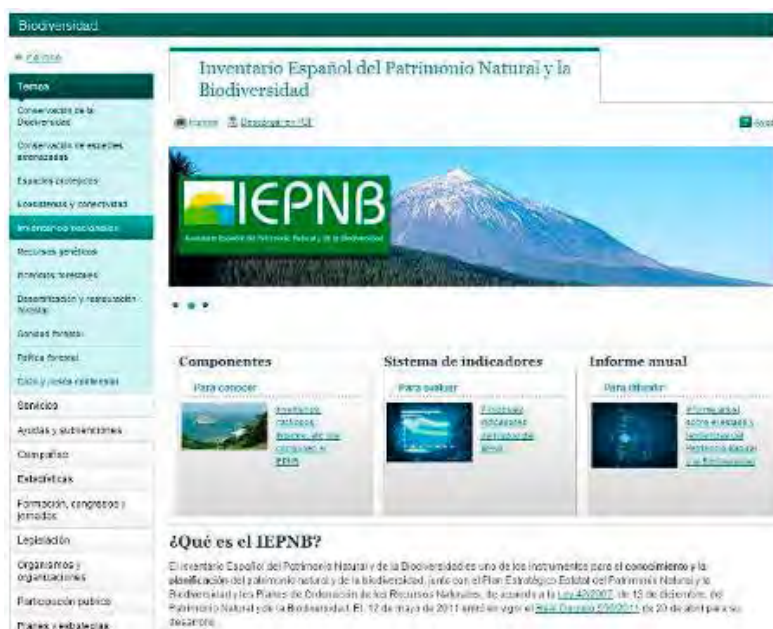 Biodiversidad
Temas
Inventario Español del Patrimonio Natural y la
Biodiversidad
Descargar en PDF
Conservación de la
Biodiversidad
Conservación de especies
amenazadas
Espacios protegidos
Ecosistemas y conectividad
Inventarios nacionales
Recursos genéticos
Incendios forestales
Desertificación y restauración
forestal
Sanidad forestal
Política forestal
Caza y pesca continental
Servicios
Ayudas y subvenciones
Campañas
Estadísticas
Formación, congresos y
jornadas
Legislación
Organismos y
organizaciones
Participación pública
Planes y estrategias
IEPNB
Inventario Español del Patrimonio Natural y de la Biodiversidad
Componentes
Para conocer
Sistema de indicadores
Para evaluar
Informe anual
Para difundir
Informe anual
sobre el estado y
¿Qué es el IEPNB?
El Inventario Español del Patrimonio Natural y de la Biodiversidad es uno de los instrumentos para el conocimiento y la
planificación del patrimonio natural y de la biodiversidad, junto con el Plan Estratégico Estatal del Patrimonio Natural y la
Biodiversidad y los Planes de Ordenación de los Recursos Naturales, de acuerdo a la Ley 42/2007, de 13 de diciembre, del
Patrimonio Natural y de la Biodiversidad. El 12 de mayo de 2011 entró en vigor el Real Decreto 556/2011, de 20 de abril para su
desarrollo